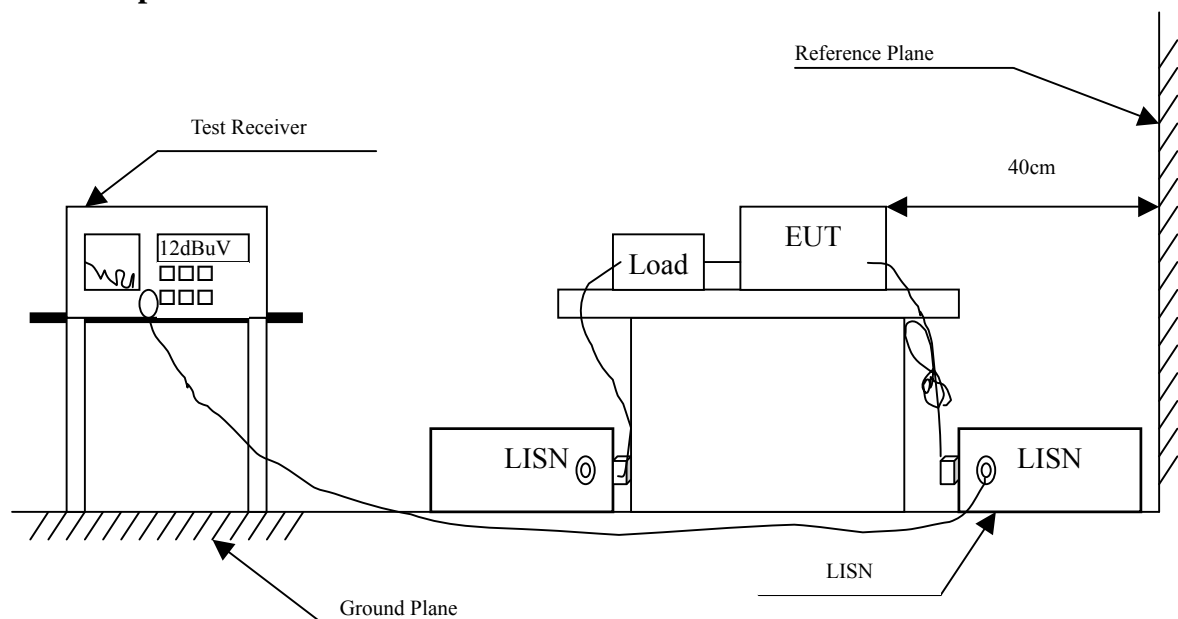 Reference Plane
Test Receiver
40cm
12dBuV
EUT
Load
LISN
LISN
LISN
Ground Plane